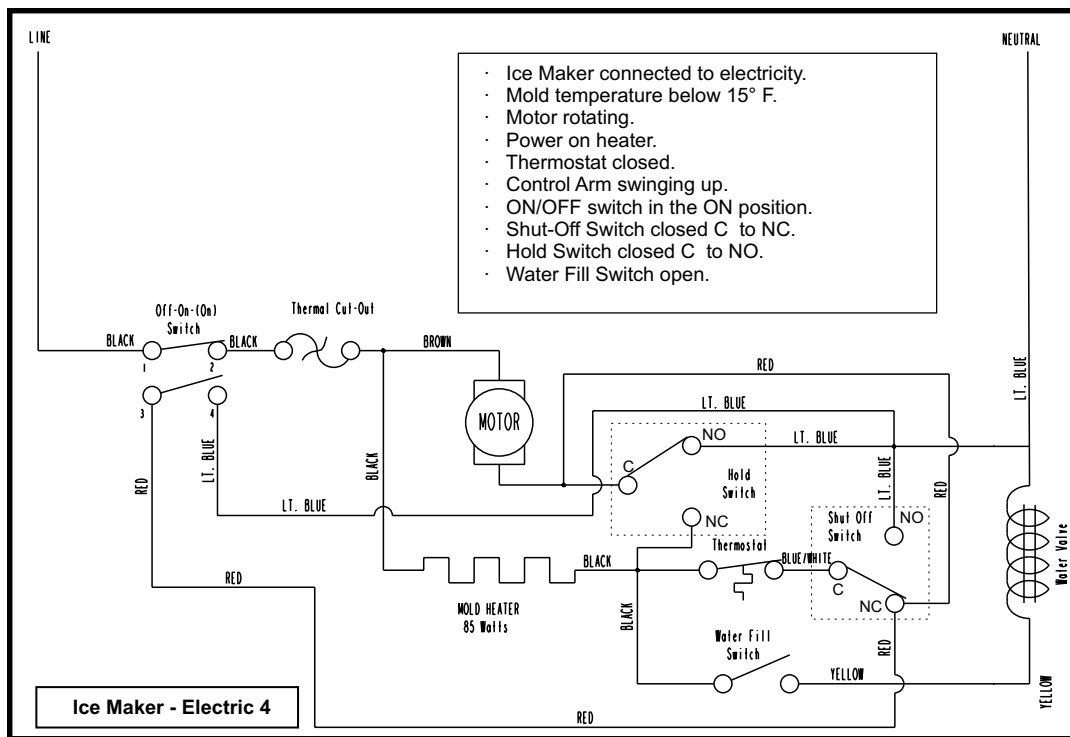 LINE
NEUTRAL
· Ice Maker connected to electricity.
· Mold temperature below 15° F.
· Motor rotating.
· Power on heater.
· Thermostat closed.
· Control Arm swinging up.
· ON/OFF switch in the ON position.
· Shut-Off Switch closed C to NC.
· Hold Switch closed C to NO.
· Water Fill Switch open.
Off-On-(On)
Switch
Thermal Cut-Out
BLACK
BLACK
BROWN
1
2
RED
LT. BLUE
3
4
LT. BLUE
MOTOR
NO
LT. BLUE
C
Hold
Switch
BLACK
RED
LT. BLUE
LT. BLUE
RED
LT. BLUE
NC
Shut Off
Switch
NO
Thermostat
BLACK
BLUE/WHITE
C
NC
Water Valve
RED
MOLD HEATER
85 Watts
BLACK
Water Fill
Switch
RED
YELLOW
YELLOW
Ice Maker - Electric 4
RED